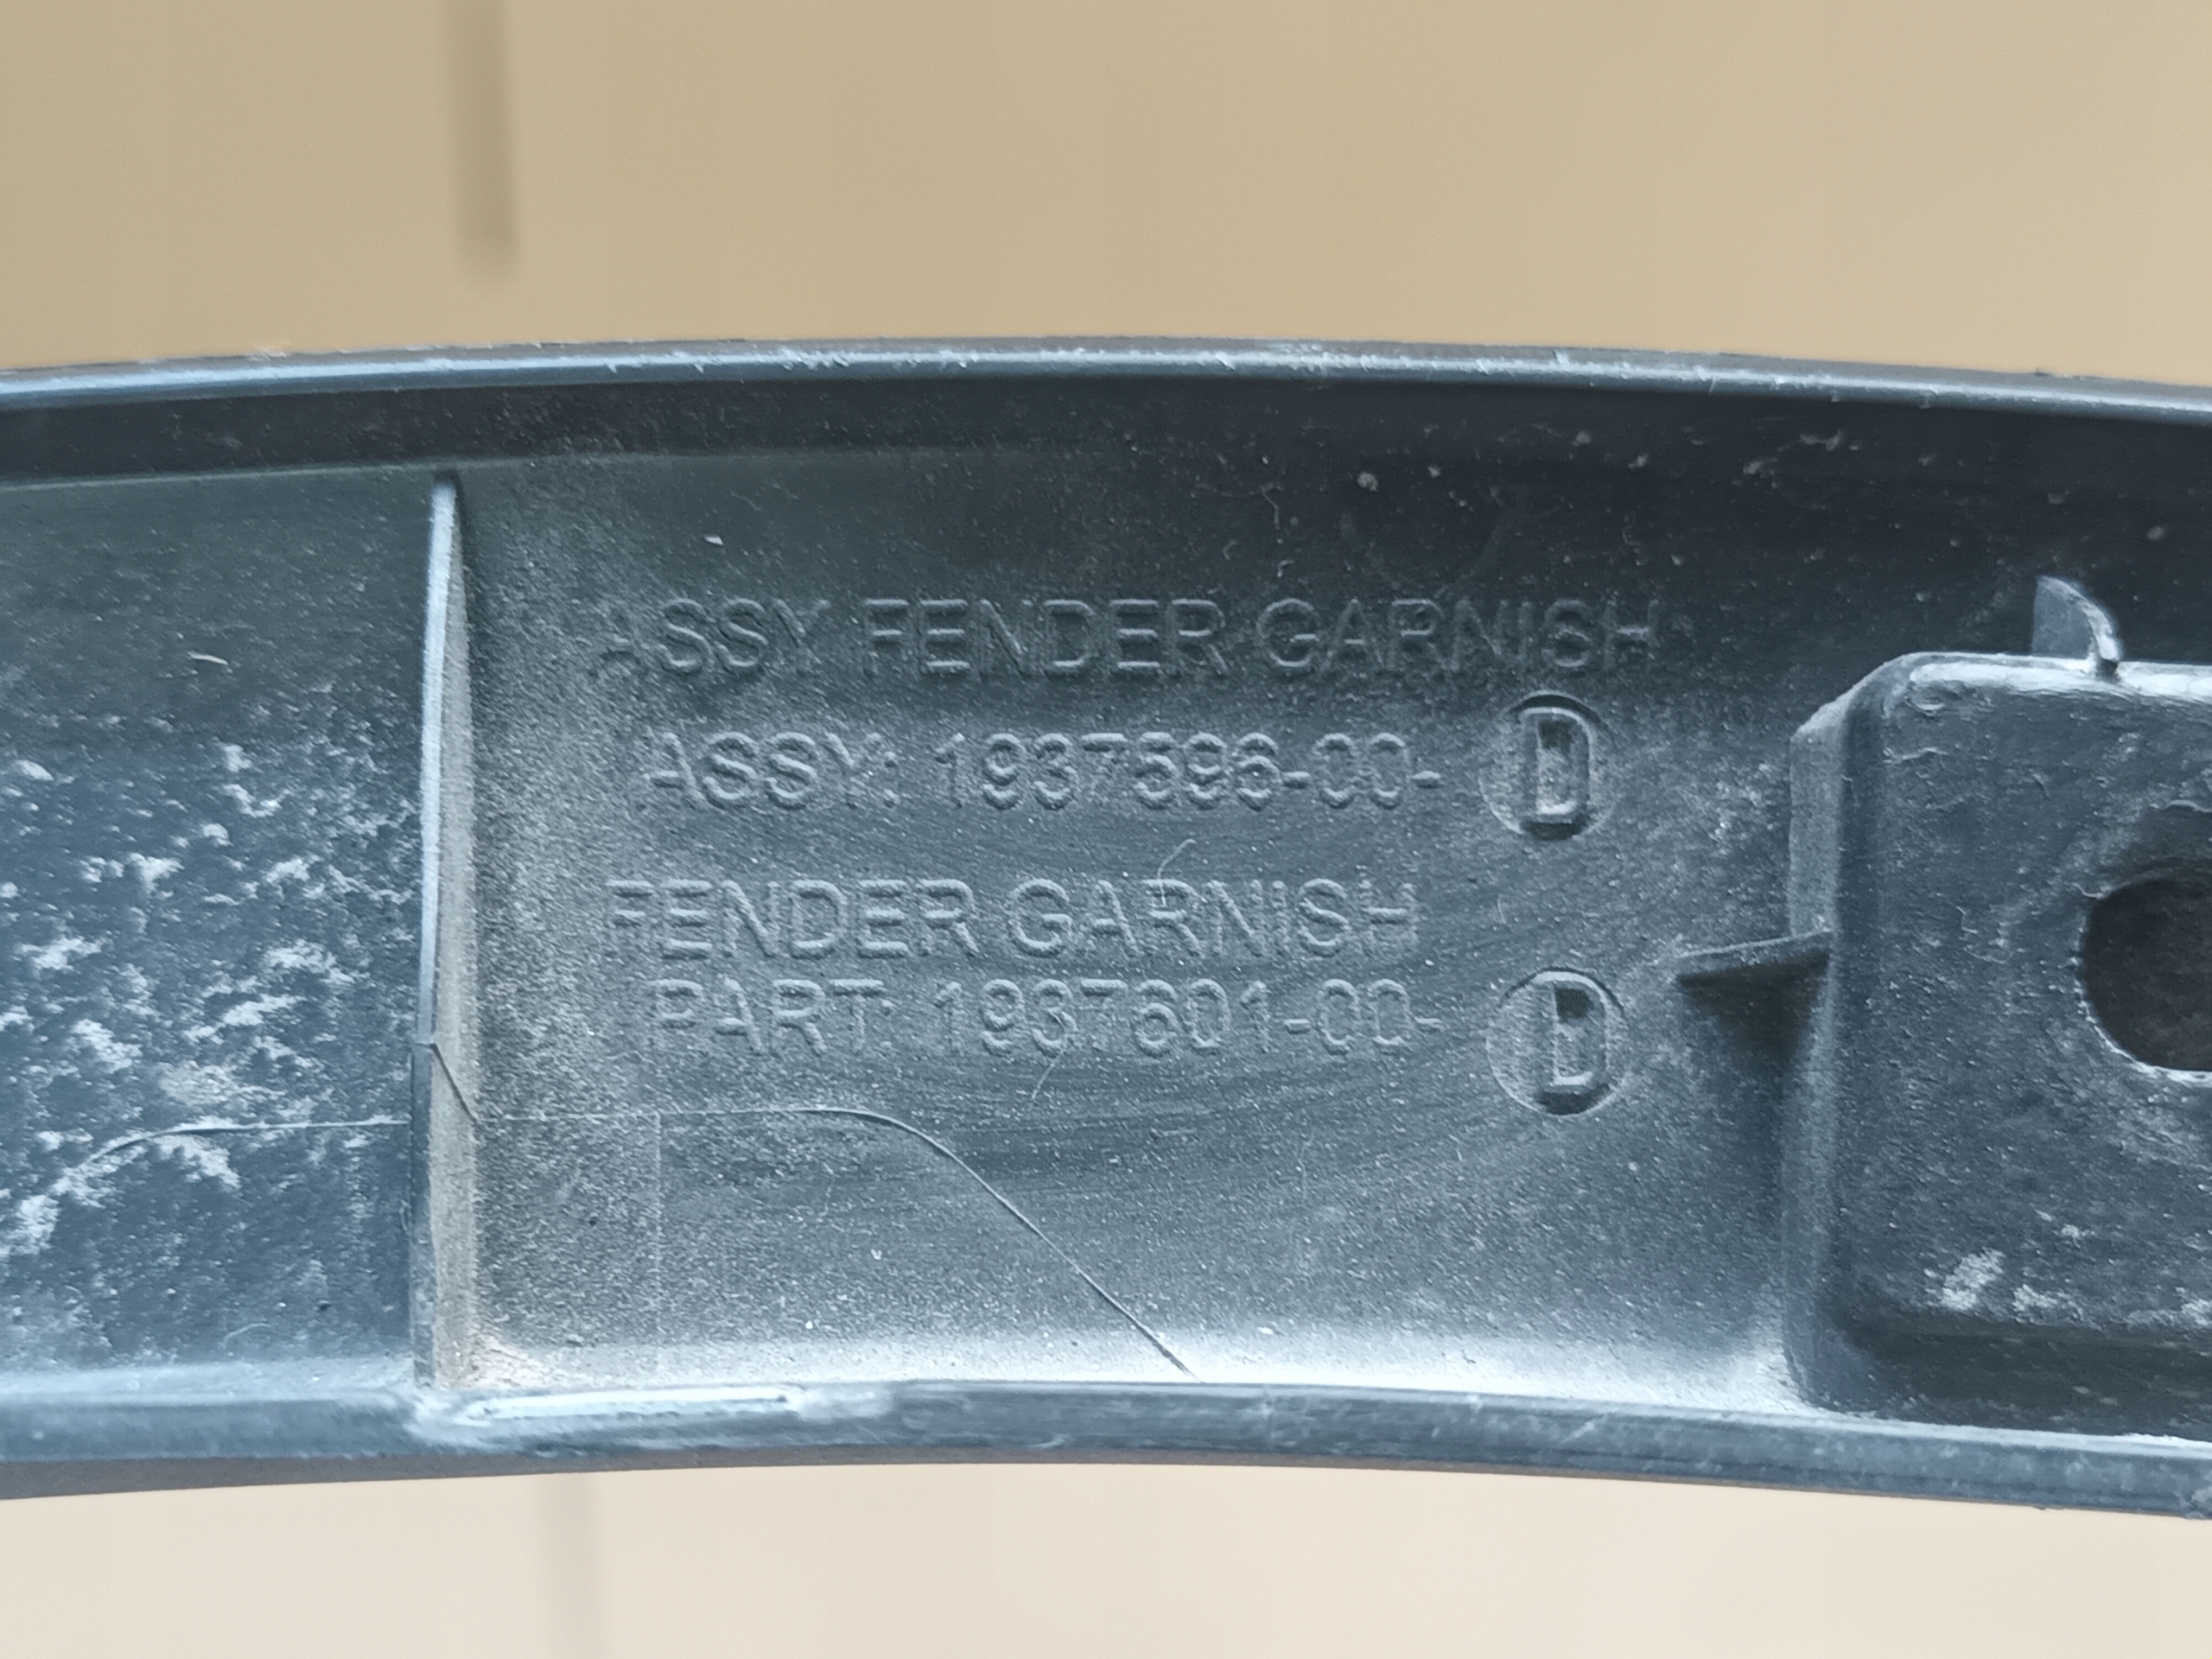 ASSY FENDER GARNISH
ASSY: 1937596-00- D
FENDER GARNISH
PART: 1937601-00- D